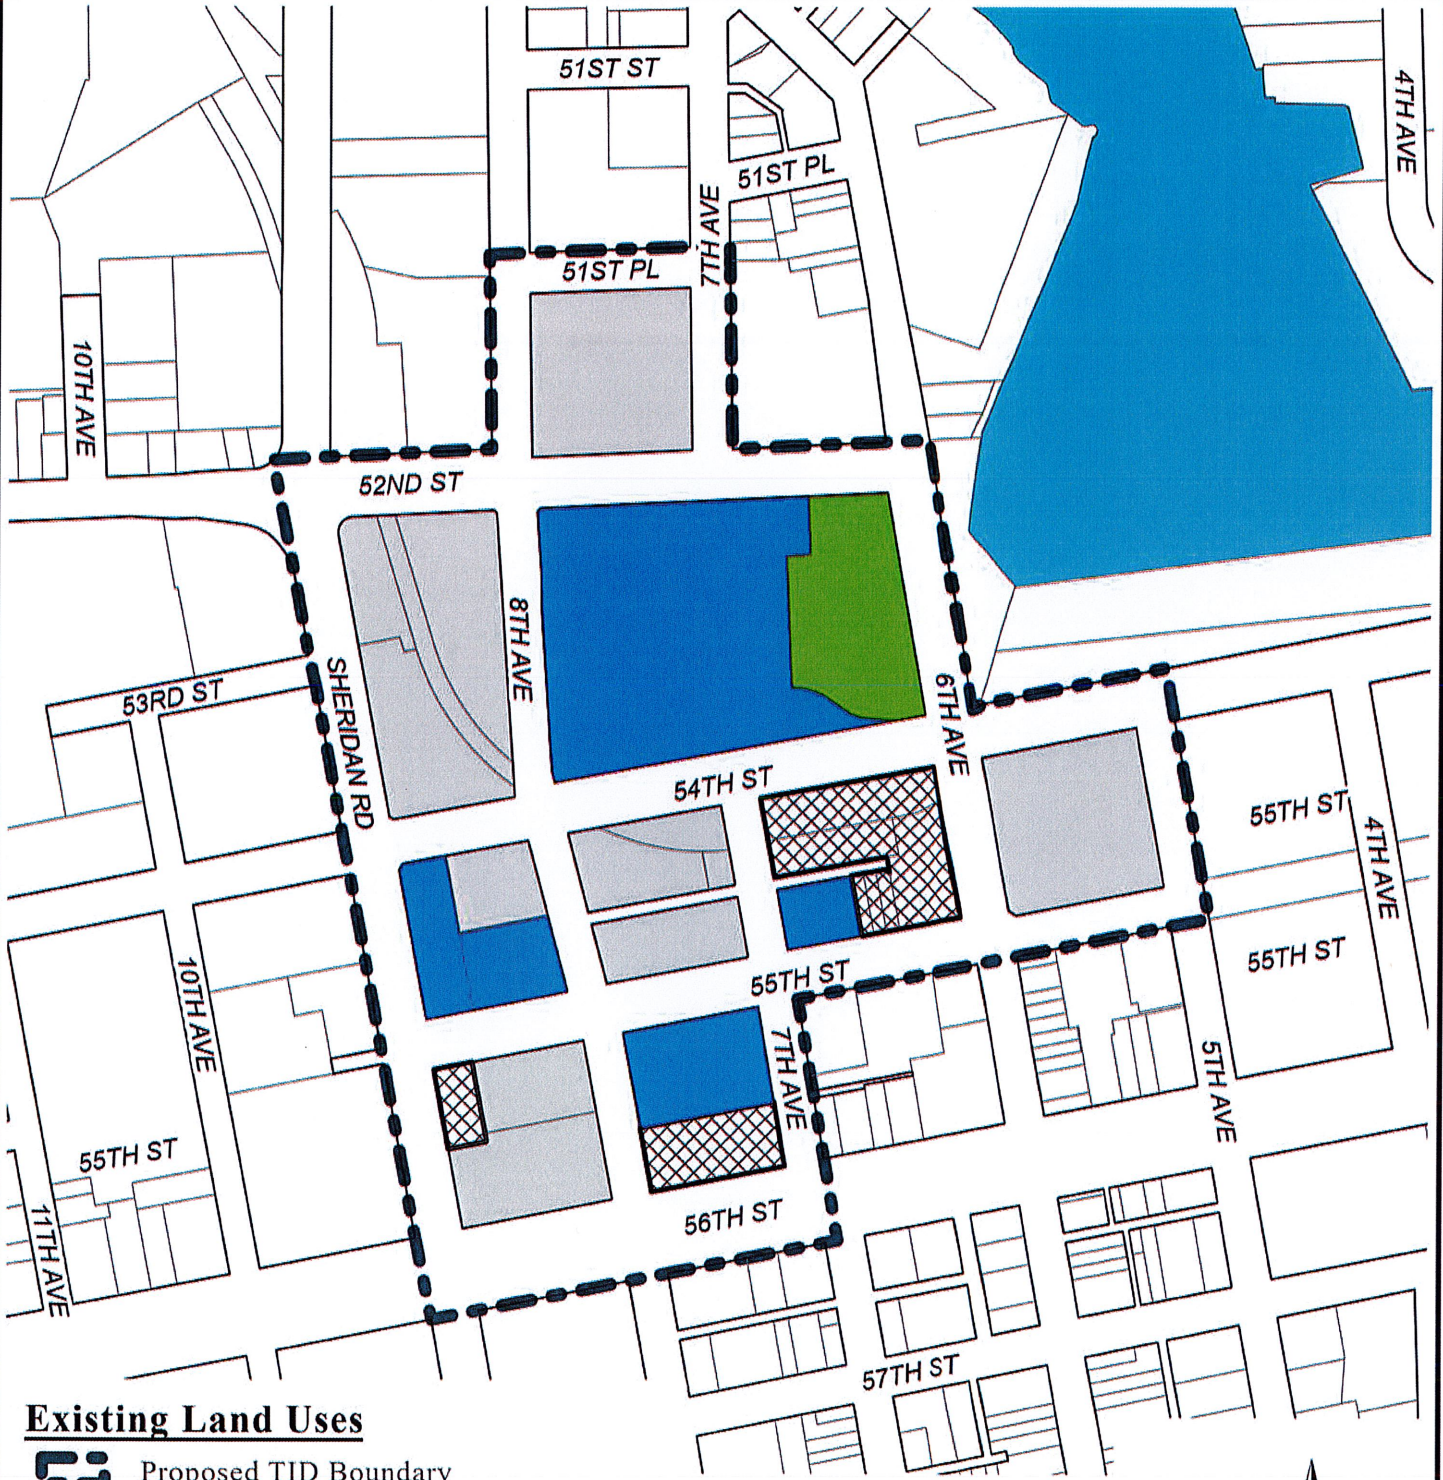 51ST ST
4TH AVE
51ST PL
7TH AVE
51ST PL
10TH AVE
52ND ST
8TH AVE
53RD ST
SHERIDAN RD
6TH AVE
54TH ST
55TH ST
4TH AVE
10TH AVE
55TH ST
55TH ST
7TH AVE
5TH AVE
55TH ST
11TH AVE
56TH ST
57TH ST
Existing Land Uses
Proposed TID Boundary